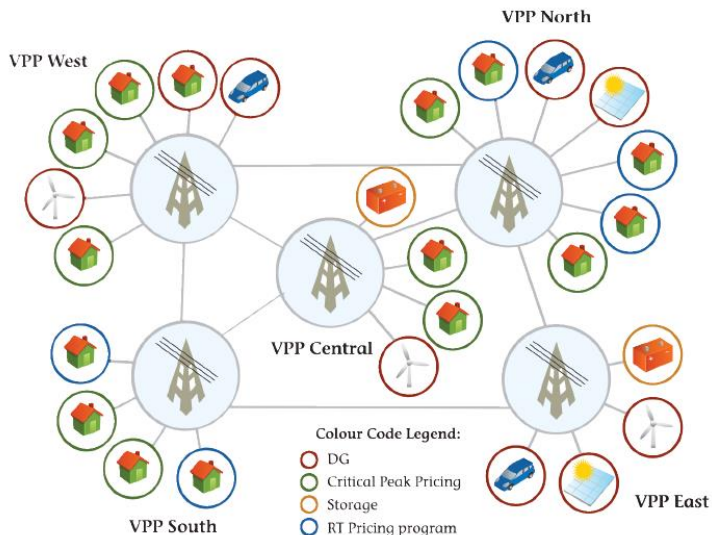 VPP North
VPP West
VPP Central
Colour Code Legend:
DG
Critical Peak Pricing
Storage
RT Pricing program
VPP East
VPP South